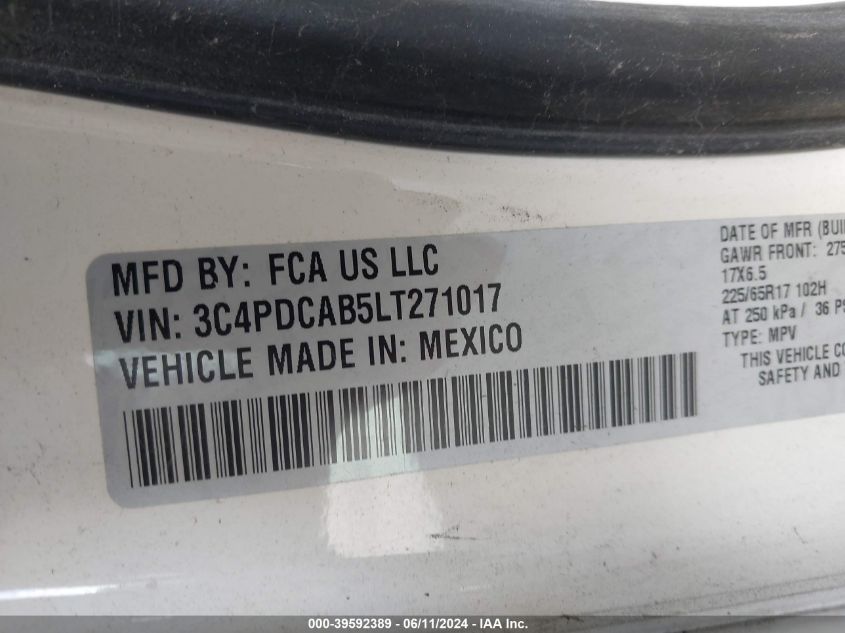 MFD BY: FCA US LLC
VIN: 3C4PDCAB5LT271017
VEHICLE MADE IN: MEXICO
DATE OF MFR
GAWR FRONT:
17X6.5
225/65R17 102H
AT 250 kPa / 36
TYPE: MPV
THIS VEHICLE
SAFETY AND
000-39592389 - 06/11/2024 - IAA Inc.